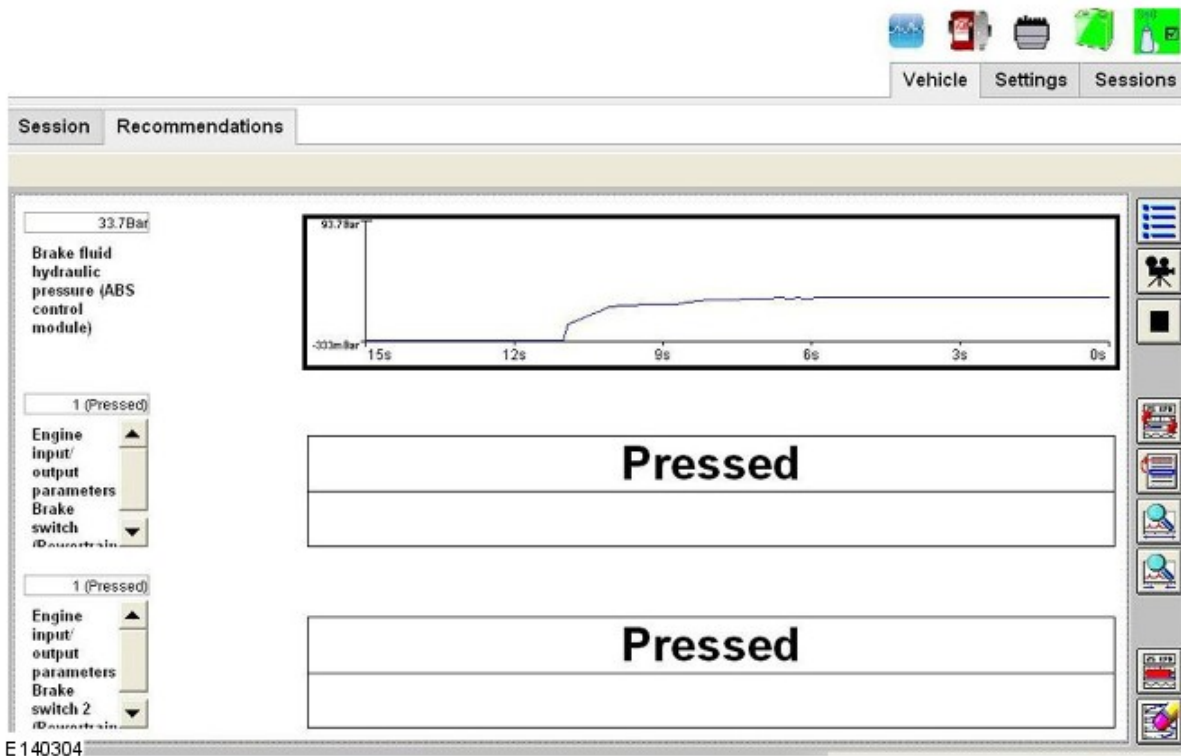 Vehicle Settings Sessions
Session Recommendations
33.7Bar
Brake fluid
hydraulic
pressure (ABS
control
module)
93.7Bar
-333mBar
15s 12s 9s 6s 3s 0s
1 (Pressed)
Engine
input/
output
parameters
Brake
switch
(Powertrain
Pressed
1 (Pressed)
Engine
input/
output
parameters
Brake
switch 2
(Powertrain
Pressed
E140304